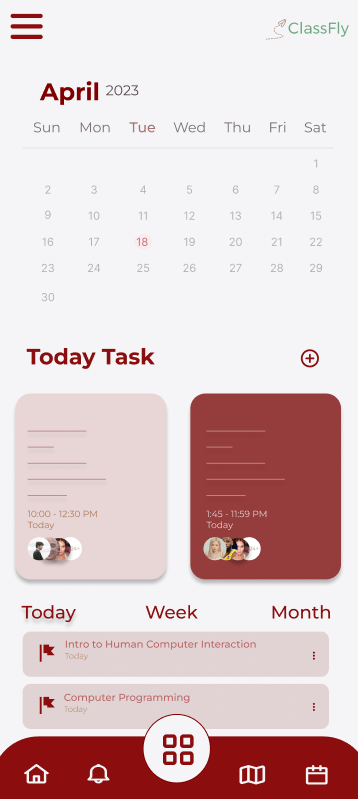 ClassFly
April 2023
Sun Mon Tue Wed Thu Fri Sat
1
2 3 4 5 6 7 8
9 10 11 12 13 14 15
16 17 18 19 20 21 22
23 24 25 26 27 28 29
30
Today Task
10:00 - 12:30 PM
Today
1:45 - 11:59 PM
Today
Today Week Month
Intro to Human Computer Interaction
Today
Computer Programming
Today